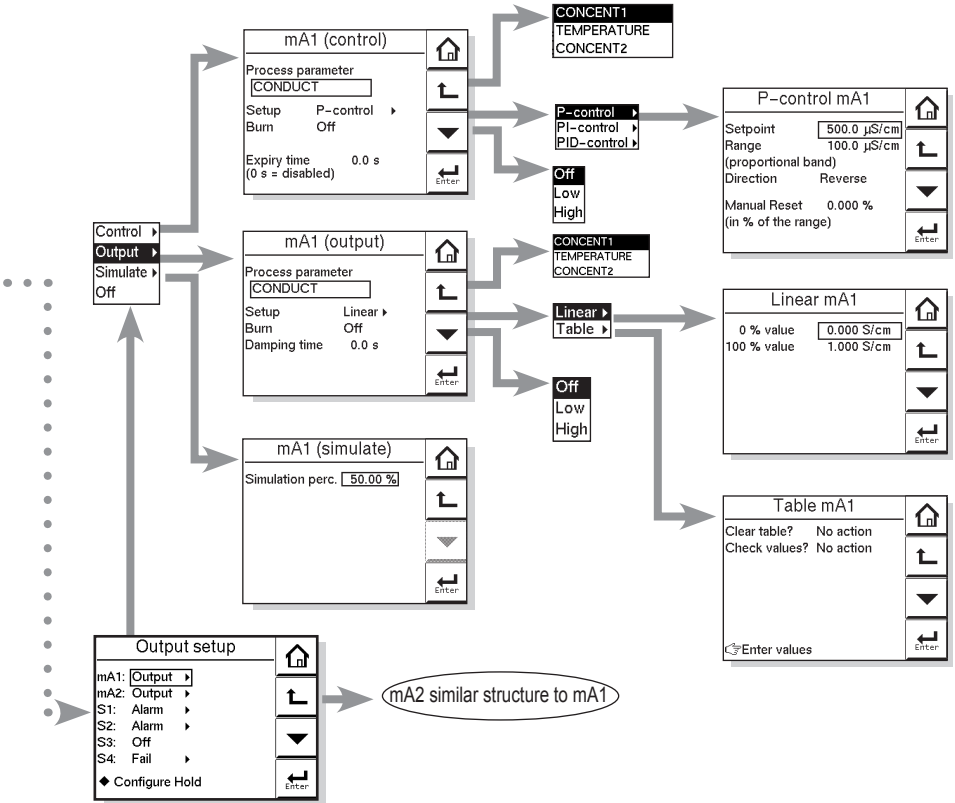 CONCENT1
TEMPERATURE
CONCENT2
mA1 (control)
Process parameter
CONDUCT
Setup P-control
Burn Off
Expiry time 0.0 s
(0 s = disabled)
Enter
P-control
PI-control
PID-control
Off
Low
High
P-control mA1
Setpoint 500.0 µS/cm
Range 100.0 µS/cm
(proportional band)
Direction Reverse
Manual Reset 0.000 %
(in % of the range)
Enter
Control
Output
Simulate
Off
mA1 (output)
Process parameter
CONDUCT
Setup Linear
Burn Off
Damping time 0.0 s
Enter
CONCENT1
TEMPERATURE
CONCENT2
Linear
Table
Off
Low
High
Linear mA1
0 % value 0.000 S/cm
100 % value 1.000 S/cm
Enter
mA1 (simulate)
Simulation perc. 50.00 %
Enter
Table mA1
Clear table? No action
Check values? No action
Enter values
Enter
Output setup
mA1: Output
mA2: Output
S1: Alarm
S2: Alarm
S3: Off
S4: Fail
Configure Hold
Enter
mA2 similar structure to mA1